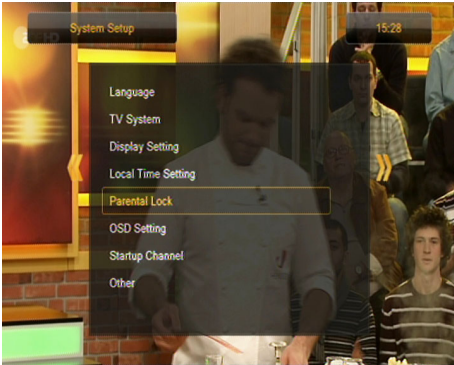 System Setup
15:28
Language
TV System
Display Setting
Local Time Setting
Parental Lock
OSD Setting
Startup Channel
Other